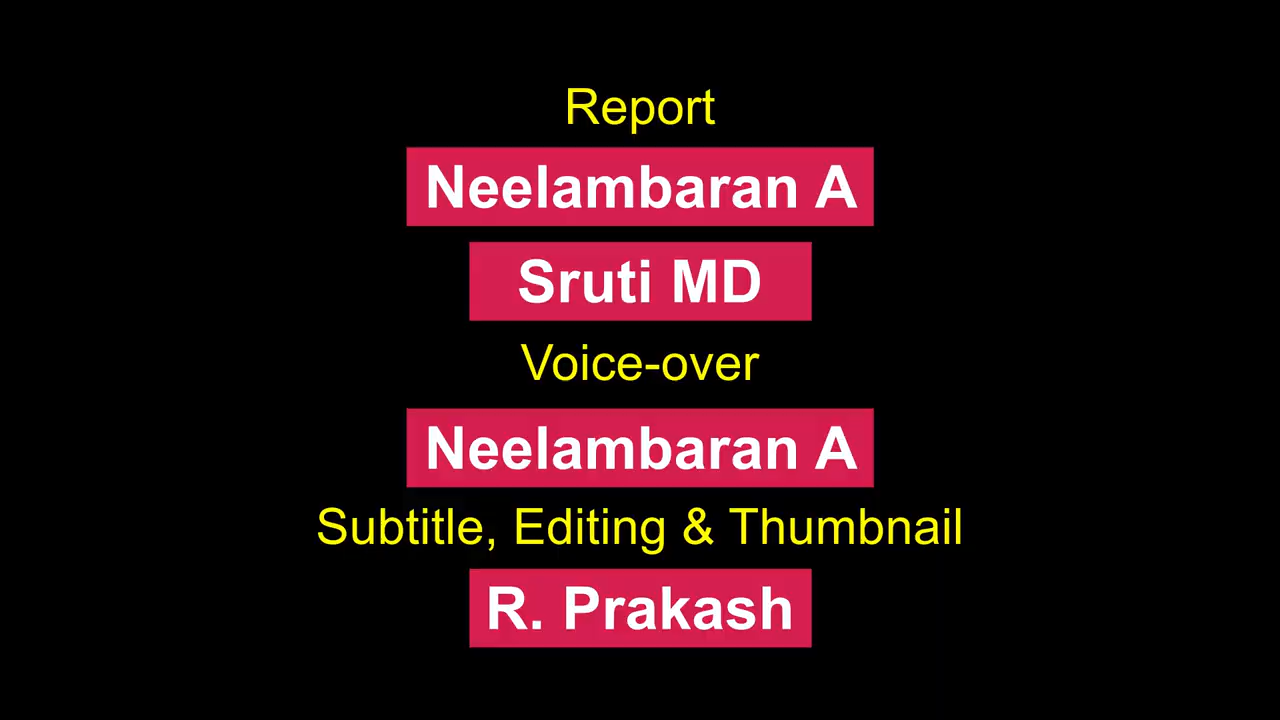 Report
Neelambaran A
Sruti MD
Voice-over
Neelambaran A
Subtitle, Editing & Thumbnail
R. Prakash